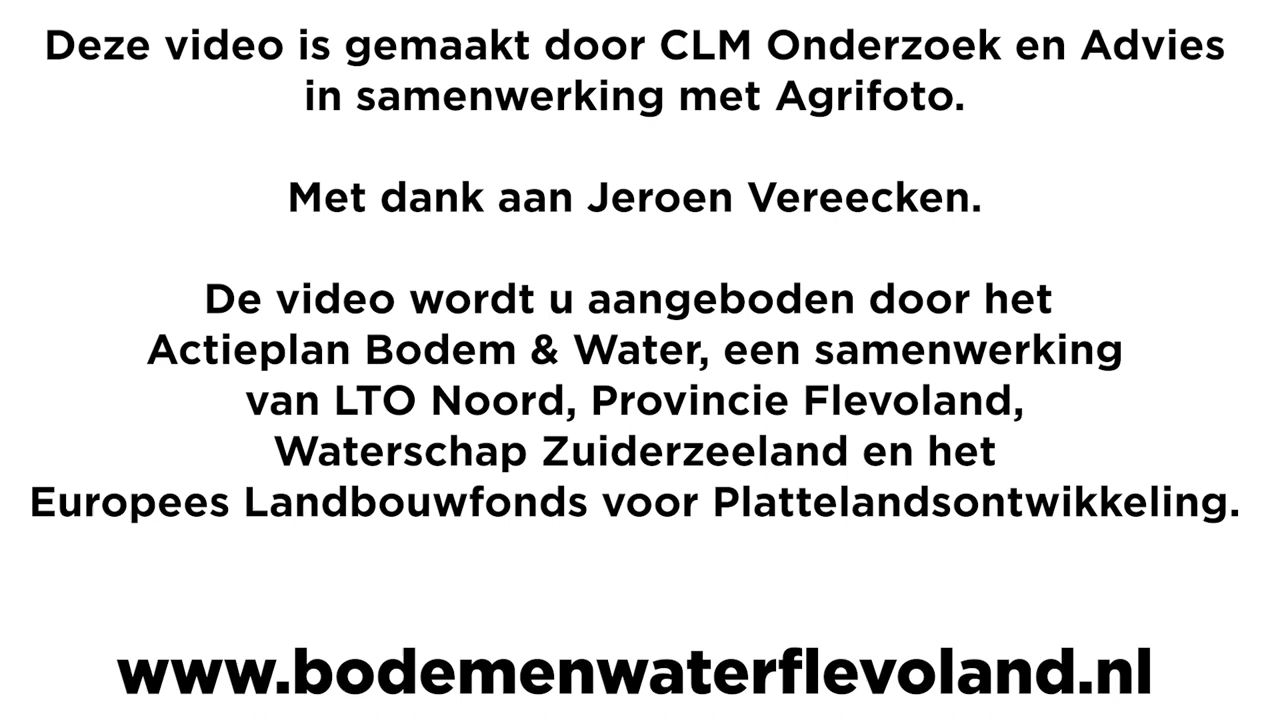 Deze video is gemaakt door CLM Onderzoek en Advies
in samenwerking met Agrifoto.
Met dank aan Jeroen Vereecken.
De video wordt u aangeboden door het
Actieplan Bodem & Water, een samenwerking
van LTO Noord, Provincie Flevoland,
Waterschap Zuiderzeeland en het
Europees Landbouwfonds voor Plattelandsontwikkeling.
www.bodemenwaterflevoland.nl